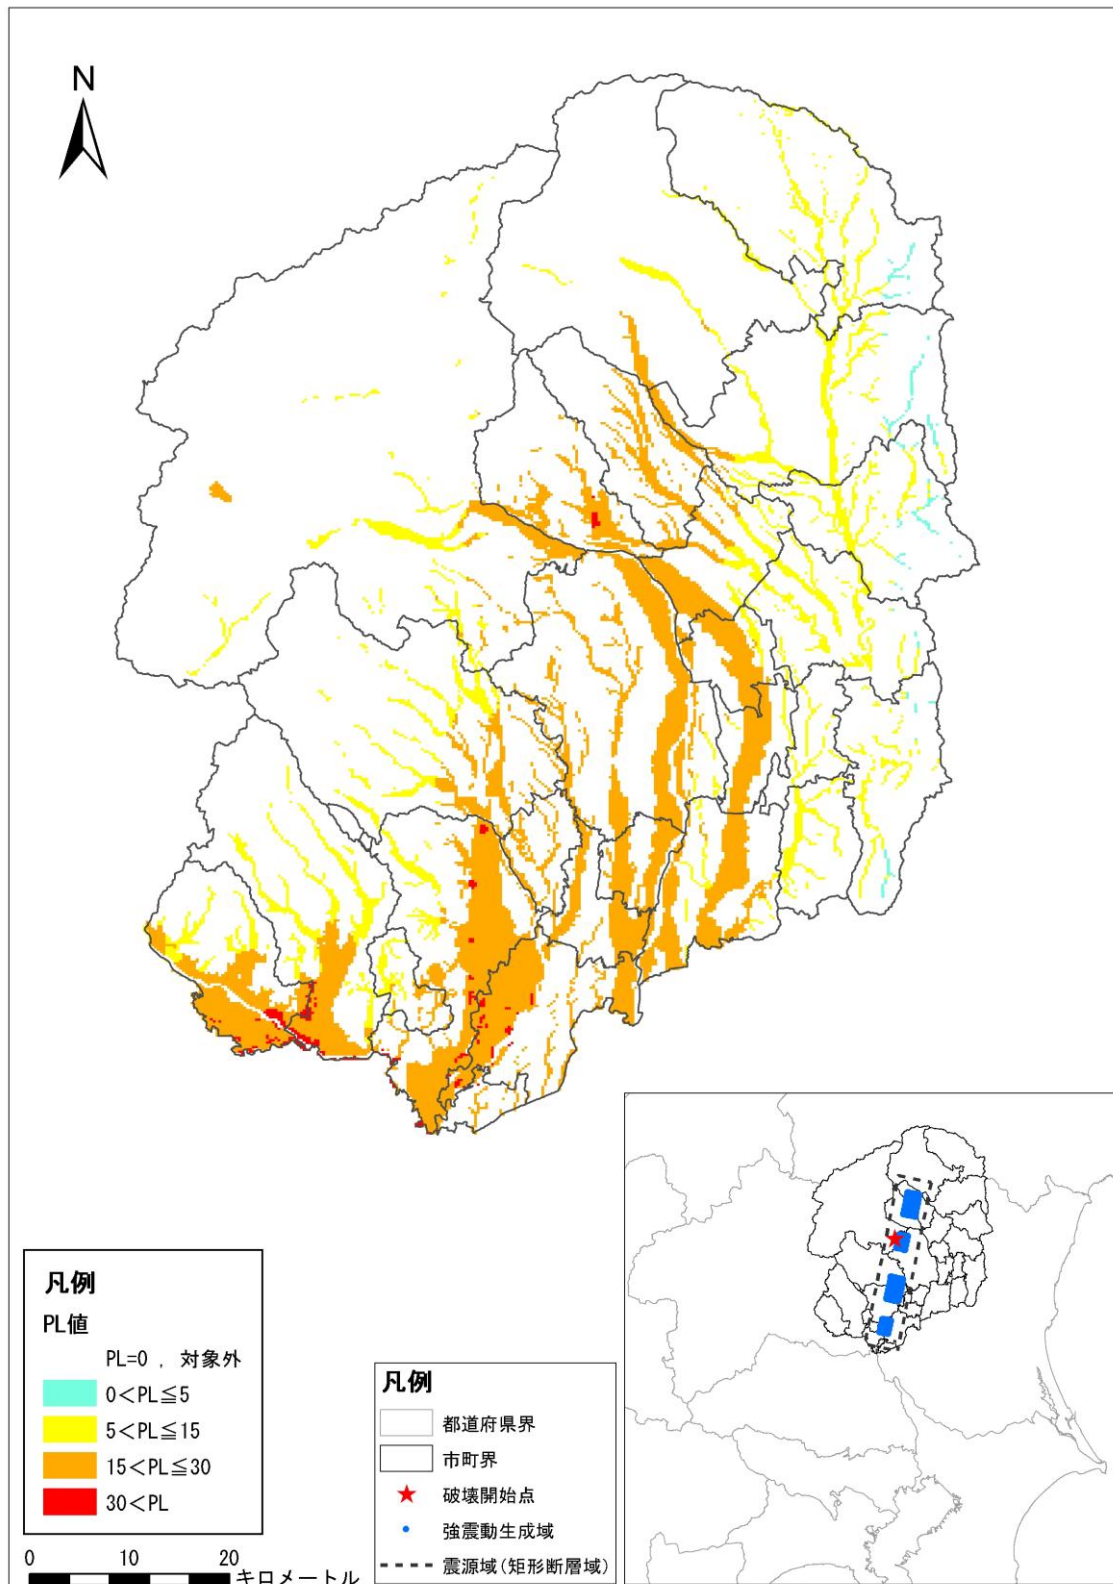 N
凡例
PL値
PL=0 , 対象外
0<PL≦5
5<PL≦15
15<PL≦30
30<PL
0 10 20
キロメートル
凡例
都道府県界
市町界
破壊開始点
強震動生成域
震源域(矩形断層域)